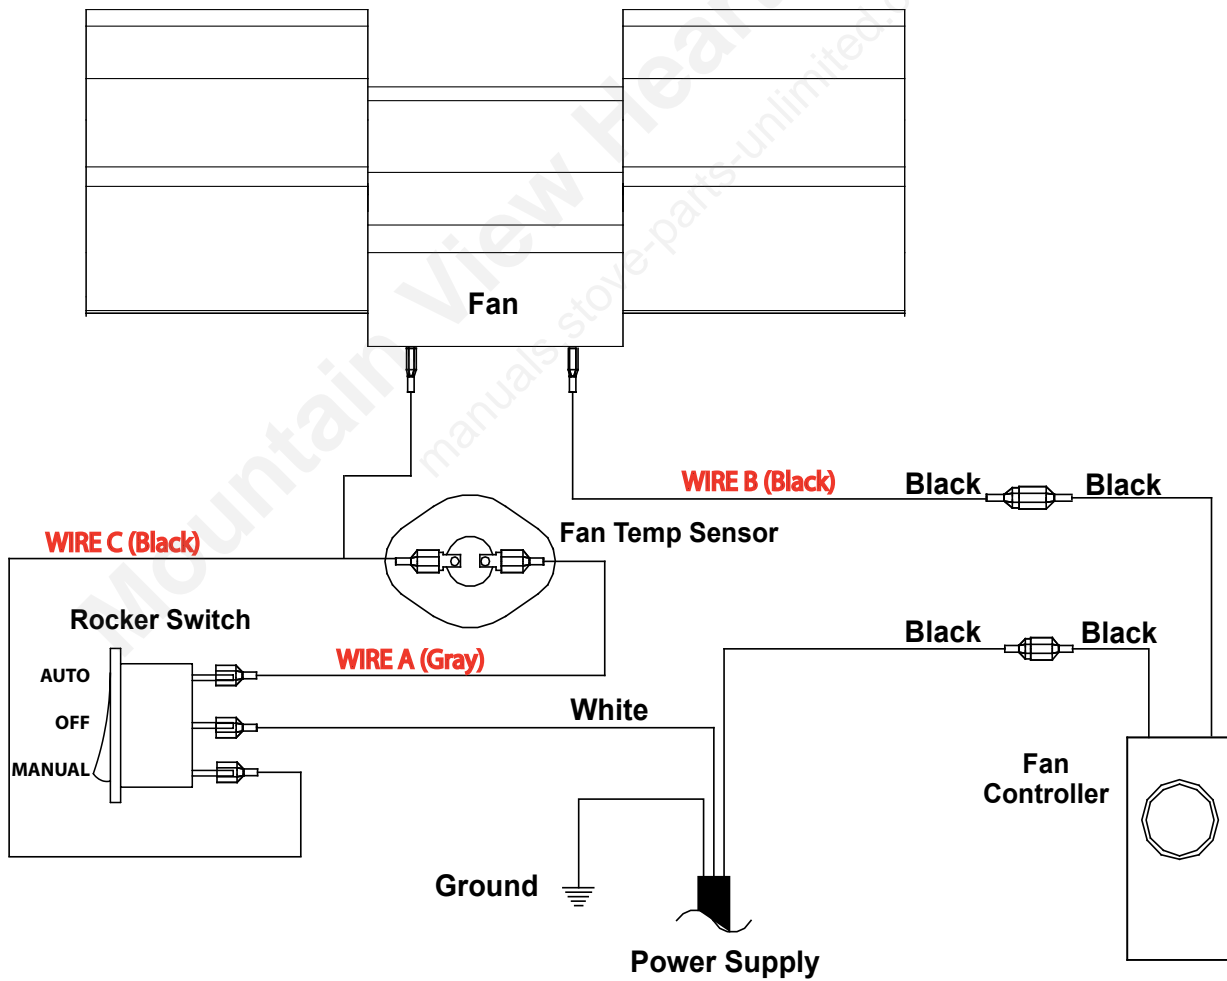 Mountain View Hear
manuals.stove-parts-unlimited.c
Fan
WIRE B (Black)
Black
Black
Fan Temp Sensor
WIRE C (Black)
Rocker Switch
AUTO
OFF
MANUAL
WIRE A (Gray)
White
Black
Black
Fan
Controller
Ground
Power Supply